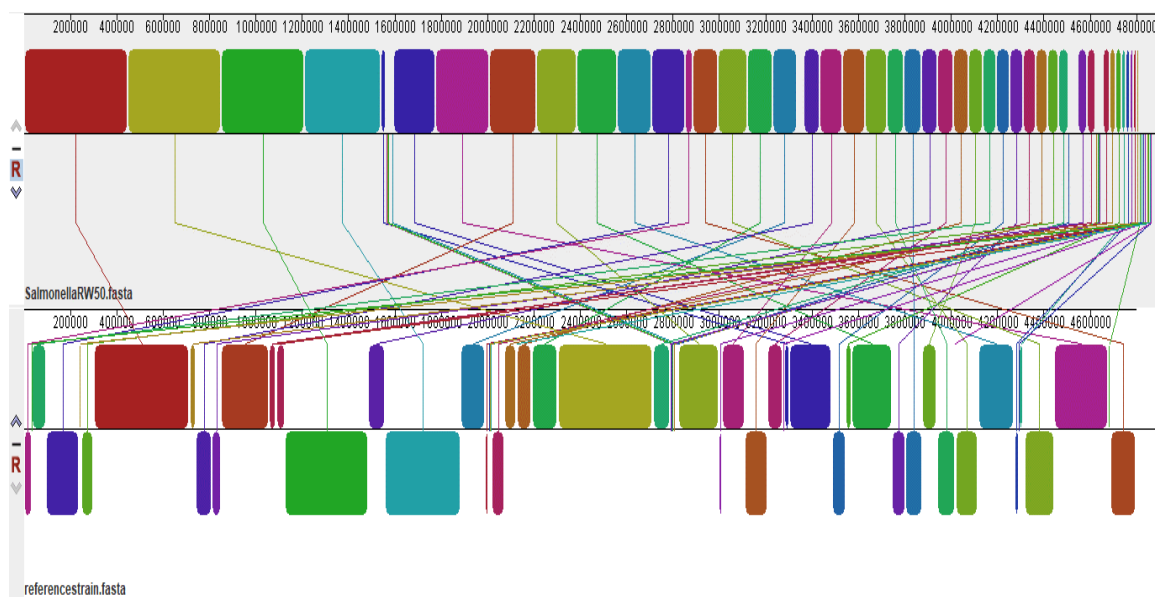 200000 400000 600000 800000 1000000 1200000 1400000 1600000 1800000 2000000 2200000 2400000 2600000 2800000 3000000 3200000 3400000 3600000 3800000 4000000 4200000 4400000 4600000 4800000
R
SalmonellaRW50.fasta
200000 400000 600000 800000 1000000 1200000 1400000 1600000 1800000 2000000 2200000 2400000 2600000 2800000 3000000 3200000 3400000 3600000 3800000 4000000 4200000 4400000 4600000
R
referencestrain.fasta